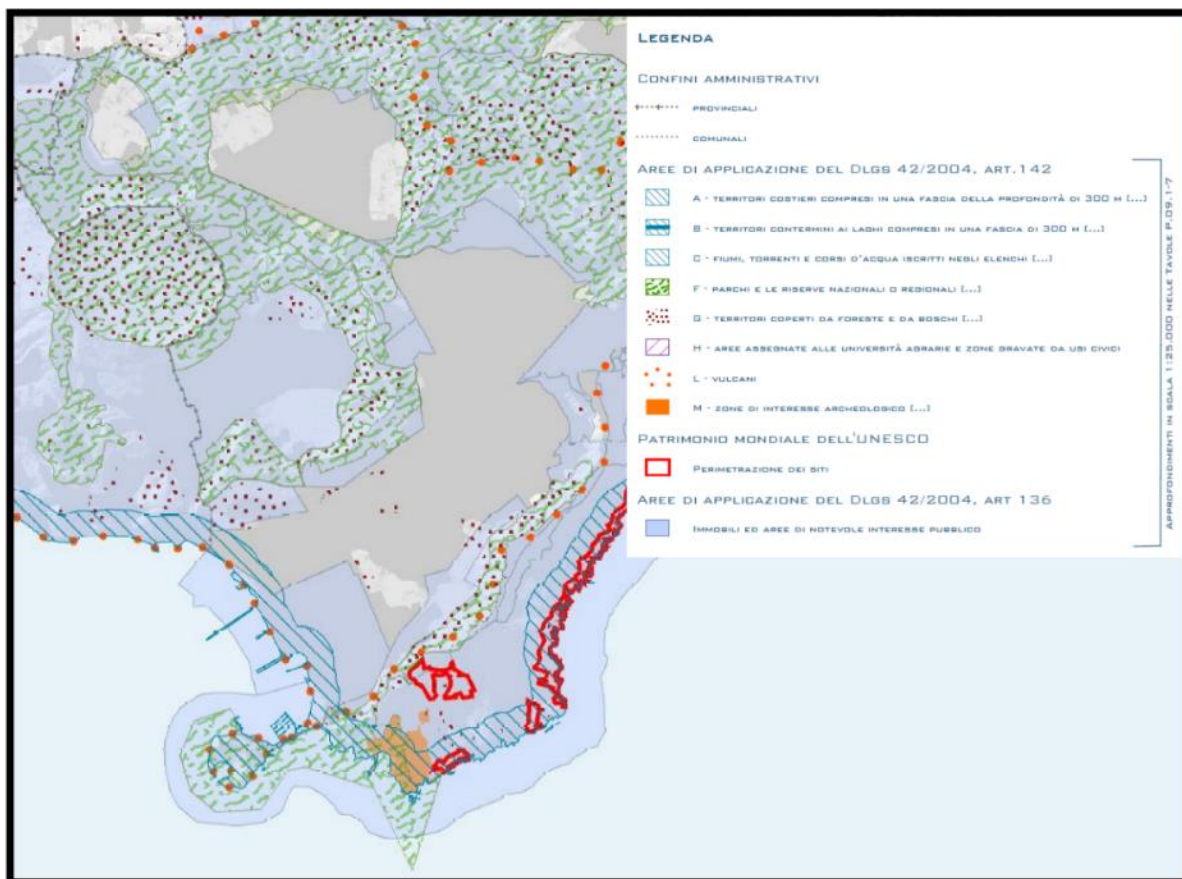 LEGENDA
CONFINI AMMINISTRATIVI
PROVINCIALI
COMUNALI
AREE DI APPLICAZIONE DEL DLGS 42/2004, ART.142
A - TERRITORI COSTIERI COMPRESI IN UNA FASCIA DELLA PROFONDITÀ DI 300 M [...]
B - TERRITORI CONTERMINI AI LAGHI COMPRESI IN UNA FASCIA DI 300 M [...]
C - FIUMI, TORRENTI E CORSI D'ACQUA ISCRITTI NEGLI ELENCHI [...]
F - PARCHI E LE RISERVE NAZIONALI O REGIONALI [...]
G - TERRITORI COPERTI DA FORESTE E DA BOSCHI [...]
H - AREE ASSEGNATE ALLE UNIVERSITÀ AGRARIE E ZONE GRAVATE DA USI CIVICI
L - VULCANI
M - ZONE DI INTERESSE ARCHEOLOGICO [...]
PATRIMONIO MONDIALE DELL'UNESCO
PERIMETRAZIONE DEI SITI
AREE DI APPLICAZIONE DEL DLGS 42/2004, ART 136
IMMOBILI ED AREE DI NOTEVOLE INTERESSE PUBBLICO
APPROFONDIMENTI IN SCALA 1:25.000 NELLE TAVOLE P.09.1-7